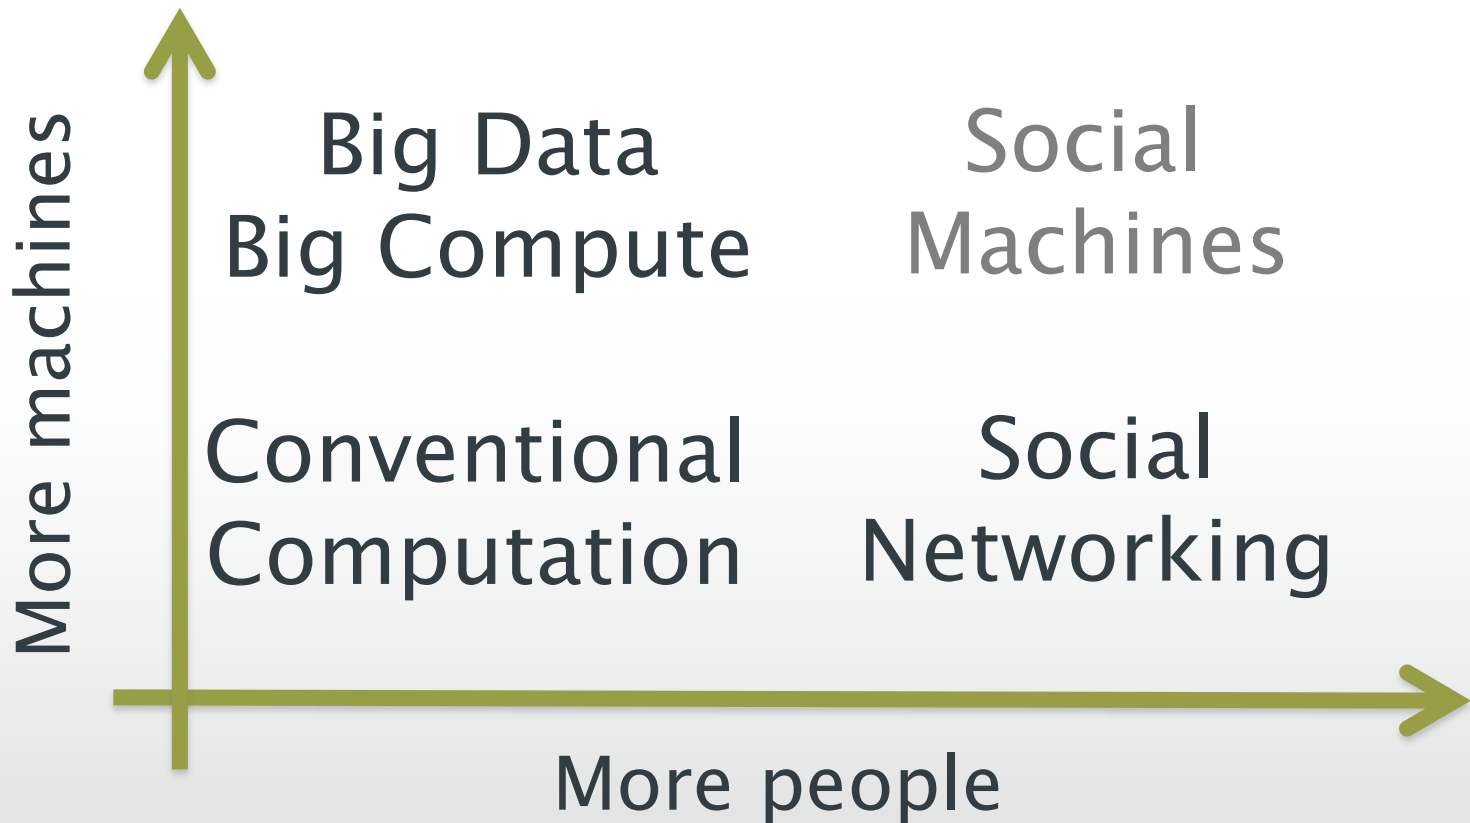 More machines
Big Data
Big Compute
Social
Machines
Conventional
Computation
Social
Networking
More people